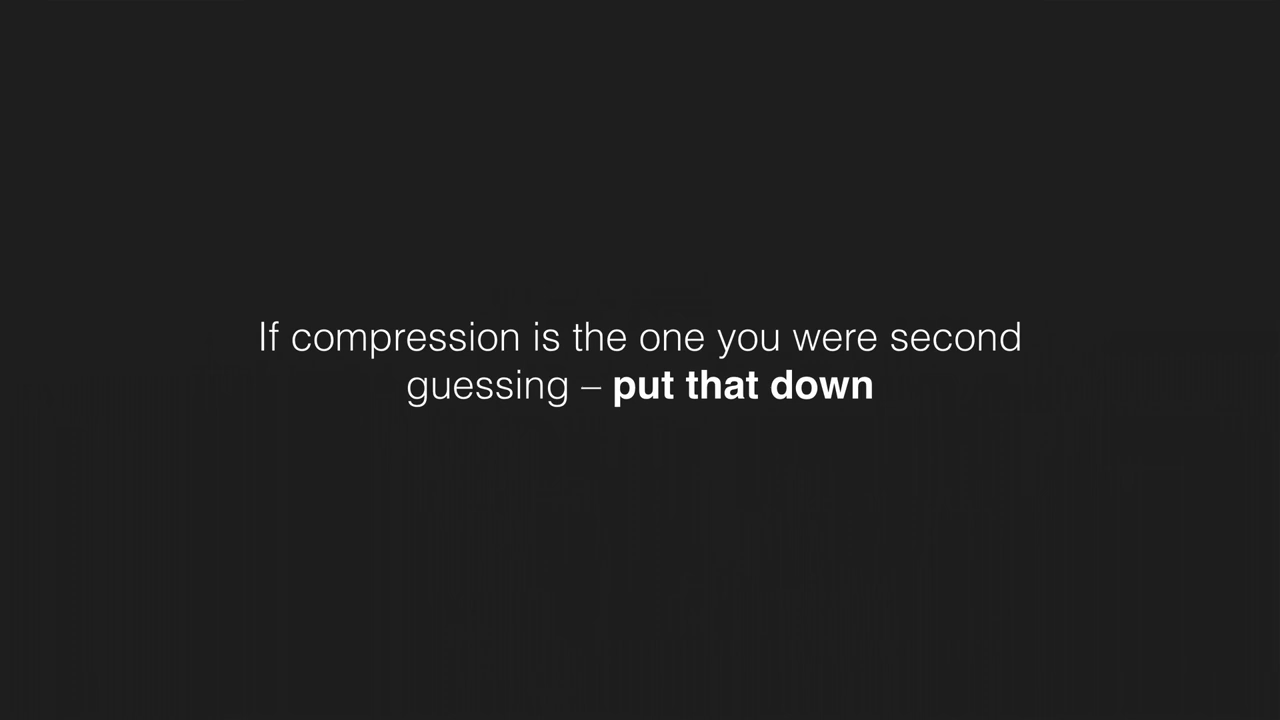 If compression is the one you were second
guessing – put that down